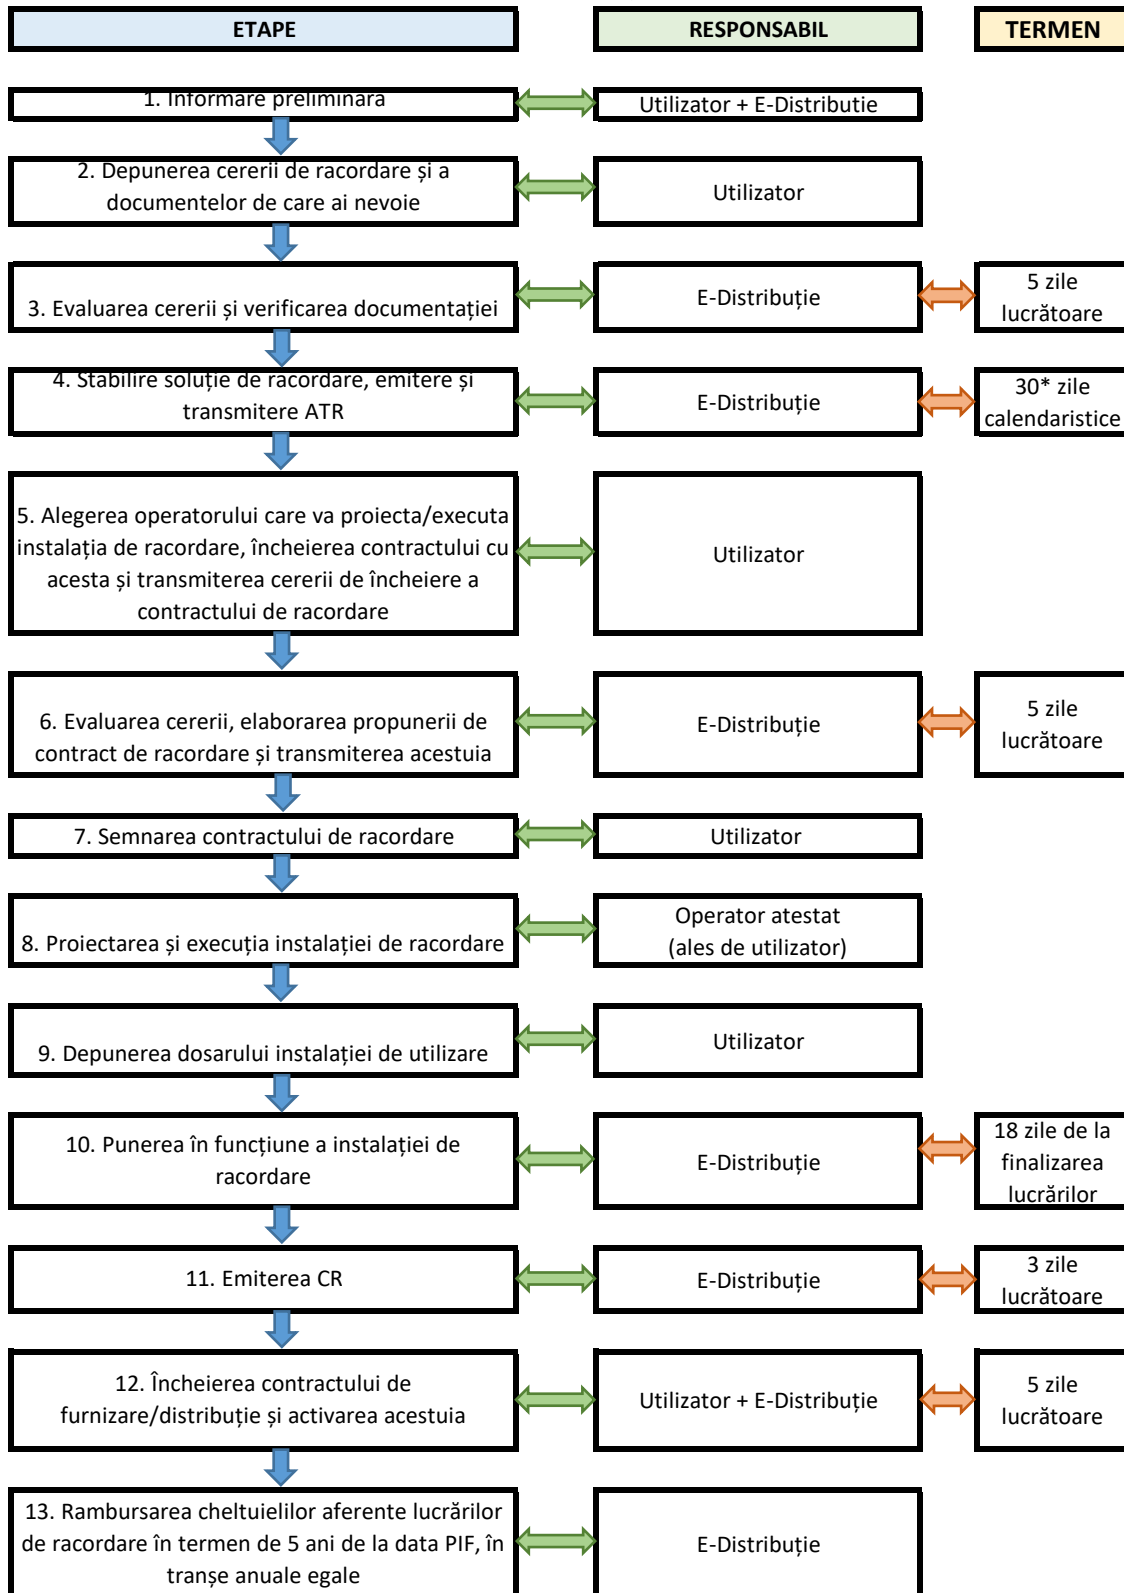 ETAPE RESPONSABIL TERMEN
1. Informare preliminara Utilizator + E-Distributie
2. Depunerea cererii de racordare și a
documentelor de care ai nevoie
Utilizator
3. Evaluarea cererii și verificarea documentației
E-Distribuție
5 zile
lucrătoare
4. Stabilire soluție de racordare, emitere și
transmitere ATR
E-Distribuție
30* zile
calendaristice
5. Alegerea operatorului care va proiecta/executa
instalația de racordare, încheierea contractului cu
acesta și transmiterea cererii de încheiere a
contractului de racordare
Utilizator
6. Evaluarea cererii, elaborarea propunerii de
contract de racordare și transmiterea acestuia
E-Distribuție
5 zile
lucrătoare
7. Semnarea contractului de racordare
Utilizator
8. Proiectarea și execuția instalației de racordare
Operator atestat
(ales de utilizator)
9. Depunerea dosarului instalației de utilizare
Utilizator
10. Punerea în funcțiune a instalației de
racordare
E-Distribuție
18 zile de la
finalizarea
lucrărilor
11. Emiterea CR
E-Distribuție
3 zile
lucrătoare
12. Încheierea contractului de
furnizare/distribuție și activarea acestuia
Utilizator + E-Distribuție
5 zile
lucrătoare
13. Rambursarea cheltuielilor aferente lucrărilor
de racordare în termen de 5 ani de la data PIF, în
tranșe anuale egale
E-Distribuție